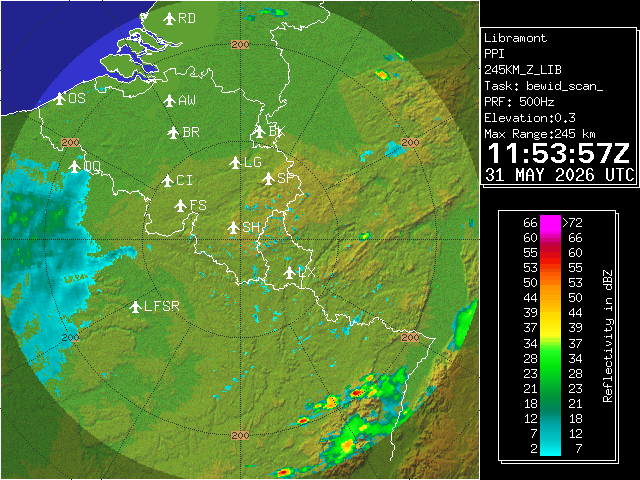 RD
200
OS
AW
BR
BK
200
200
QQ
LG
CI
SP
FS
SH
LX
LFSR
200
200
200
Libramont
PPI
245KM_Z_LIB
Task: bewid_scan_
PRF: 500Hz
Elevation:0.3
Max Range:245 km
11:53:57Z
31 MAY 2026 UTC
66 >72
60 66
55 60
53 55
50 53
44 50
39 44
37 39
34 37
28 34
23 28
21 23
18 21
12 18
7 12
2 7
Reflectivity in dBZ